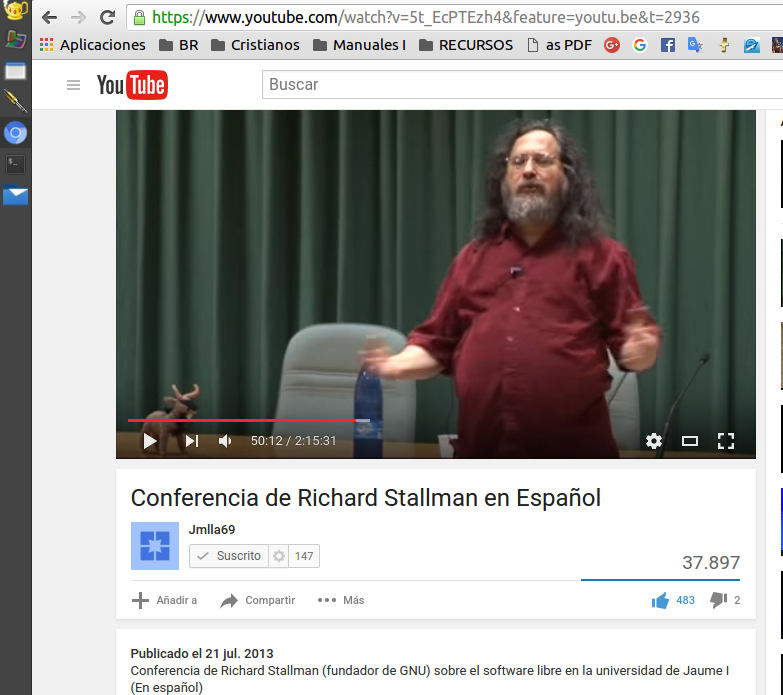 https://www.youtube.com/watch?v=5t_EcPTEzh4&feature=youtu.be&t=2936
Aplicaciones BR Cristianos Manuales I RECURSOS as PDF
YouTube Buscar
50:12 / 2:15:31
Conferencia de Richard Stallman en Español
Jmlla69
Suscrito 147
37.897
Añadir a Compartir Más 483 2
Publicado el 21 jul. 2013
Conferencia de Richard Stallman (fundador de GNU) sobre el software libre en la universidad de Jaume I
(En español)